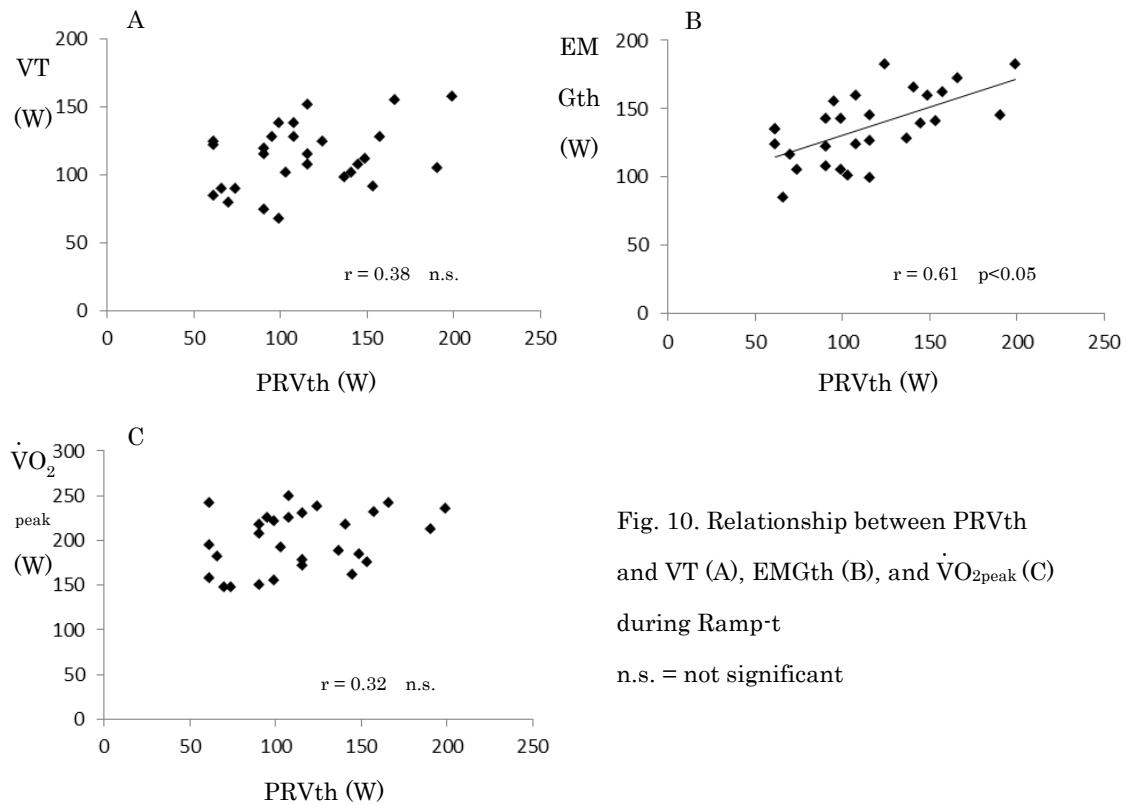 A
VT
(W)
200
150
100
50
0
0 50 100 150 200 250
PRVth (W)
r = 0.38 n.s.
B
EM
Gth
(W)
200
150
100
50
0
0 50 100 150 200 250
PRVth (W)
r = 0.61 p<0.05
C
V̇O₂
peak
(W)
300
250
200
150
100
50
0
0 50 100 150 200 250
PRVth (W)
r = 0.32 n.s.
Fig. 10. Relationship between PRVth
and VT (A), EMGth (B), and V̇O₂peak (C)
during Ramp-t
n.s. = not significant